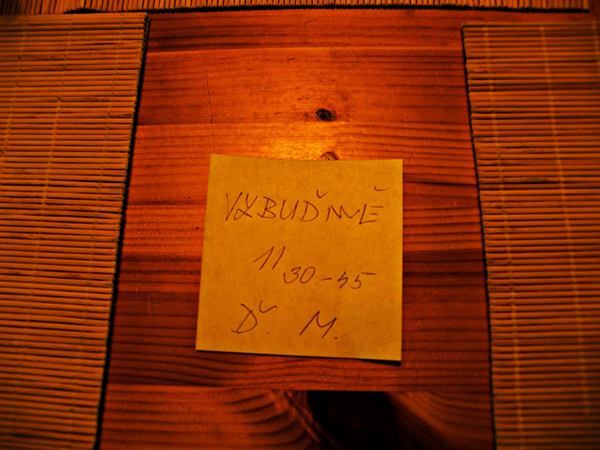 VZBUĎ MĚ
11 30-45
Ď. M.